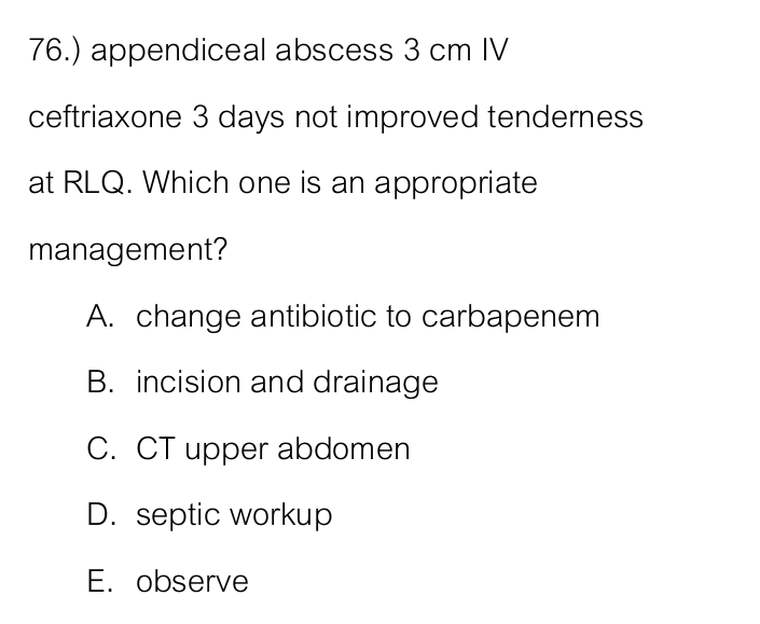 76.) appendiceal abscess 3 cm IV
ceftriaxone 3 days not improved tenderness
at RLQ. Which one is an appropriate
management?
A. change antibiotic to carbapenem
B. incision and drainage
C. CT upper abdomen
D. septic workup
E. observe